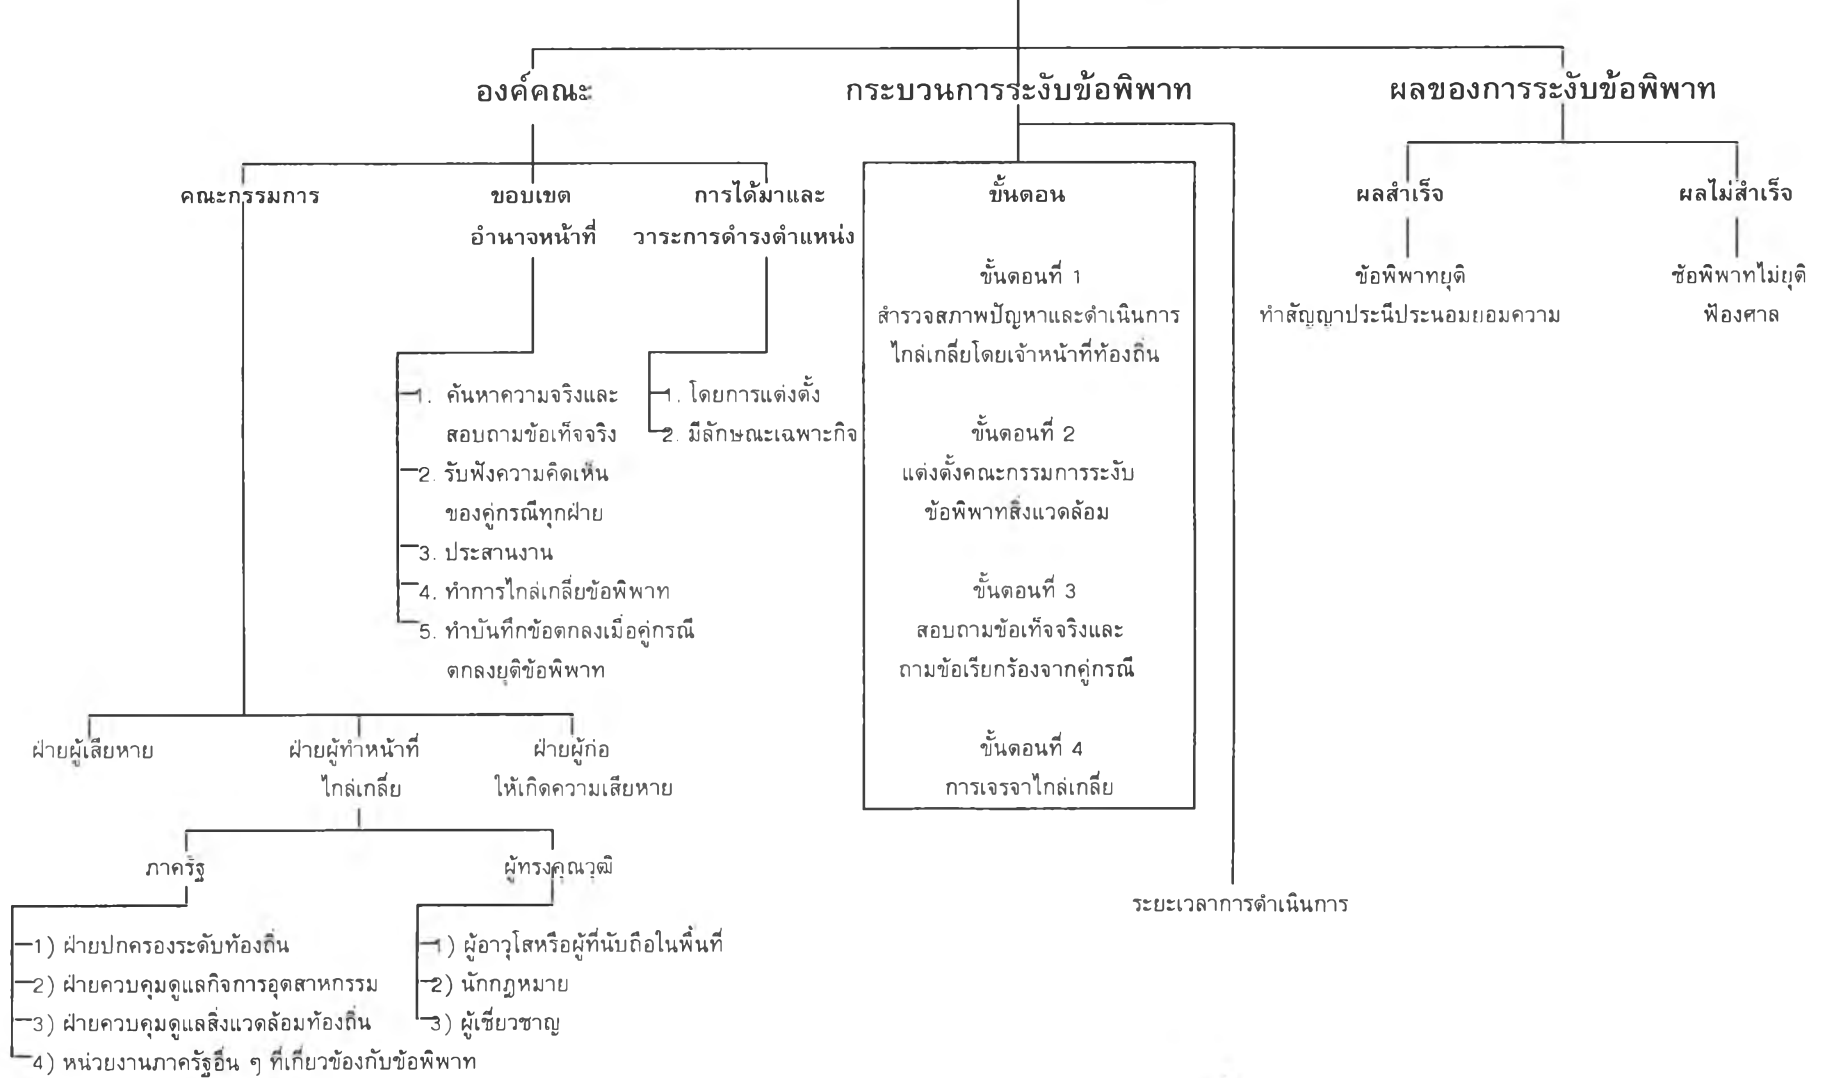 องค์คณะ
กระบวนการระงับข้อพิพาท
ผลของการระงับข้อพิพาท
คณะกรรมการ
ขอบเขต
อำนาจหน้าที่
การได้มาและ
วาระการดำรงตำแหน่ง
1. ค้นหาความจริงและ
สอบถามข้อเท็จจริง
2. รับฟังความคิดเห็น
ของคู่กรณีทุกฝ่าย
3. ประสานงาน
4. ทำการไกล่เกลี่ยข้อพิพาท
5. ทำบันทึกข้อตกลงเมื่อคู่กรณี
ตกลงยุติข้อพิพาท
1. โดยการแต่งตั้ง
2. มีลักษณะเฉพาะกิจ
ฝ่ายผู้เสียหาย
ฝ่ายผู้ทำหน้าที่
ไกล่เกลี่ย
ฝ่ายผู้ก่อ
ให้เกิดความเสียหาย
ภาครัฐ
1) ฝ่ายปกครองระดับท้องถิ่น
2) ฝ่ายควบคุมดูแลกิจการอุตสาหกรรม
3) ฝ่ายควบคุมดูแลสิ่งแวดล้อมท้องถิ่น
4) หน่วยงานภาครัฐอื่น ๆ ที่เกี่ยวข้องกับข้อพิพาท
ผู้ทรงคุณวุฒิ
1) ผู้อาวุโสหรือผู้ที่นับถือในพื้นที่
2) นักกฎหมาย
3) ผู้เชี่ยวชาญ
ขั้นตอน
ขั้นตอนที่ 1
สำรวจสภาพปัญหาและดำเนินการ
ไกล่เกลี่ยโดยเจ้าหน้าที่ท้องถิ่น
ขั้นตอนที่ 2
แต่งตั้งคณะกรรมการระงับ
ข้อพิพาทสิ่งแวดล้อม
ขั้นตอนที่ 3
สอบถามข้อเท็จจริงและ
ถามข้อเรียกร้องจากคู่กรณี
ขั้นตอนที่ 4
การเจรจาไกล่เกลี่ย
ระยะเวลาการดำเนินการ
ผลสำเร็จ
ข้อพิพาทยุติ
ทำสัญญาประนีประนอมยอมความ
ผลไม่สำเร็จ
ข้อพิพาทไม่ยุติ
ฟ้องศาล